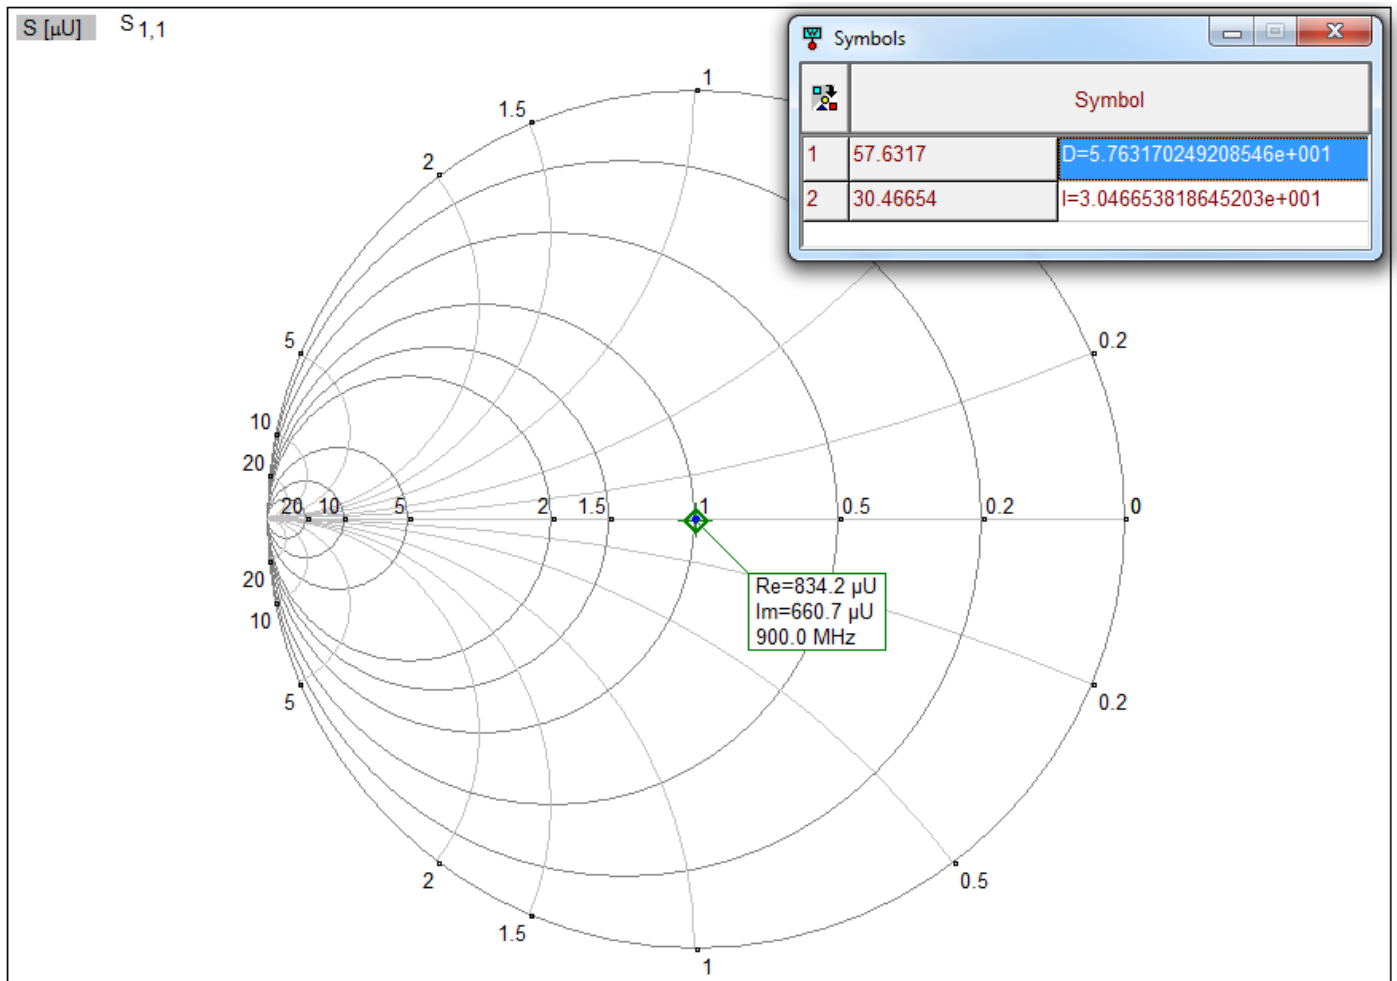 S [µU] S 1,1
Symbols
Symbol
1 57.6317 D=5.763170249208546e+001
2 30.46654 I=3.046653818645203e+001
1
1.5
2
5
0.2
10
20
20 10 5 2 1.5 1 0.5 0.2 0
20
10
5
0.2
Re=834.2 µU
Im=660.7 µU
900.0 MHz
2
0.5
1.5
1